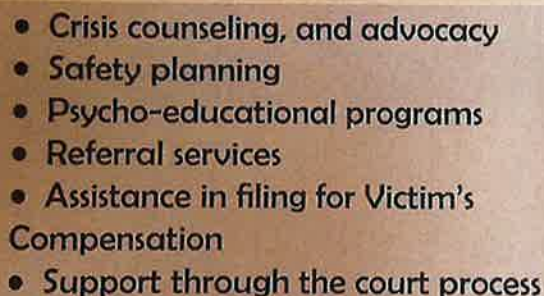 • Crisis counseling, and advocacy
• Safety planning
• Psycho-educational programs
• Referral services
• Assistance in filing for Victim's
Compensation
• Support through the court process